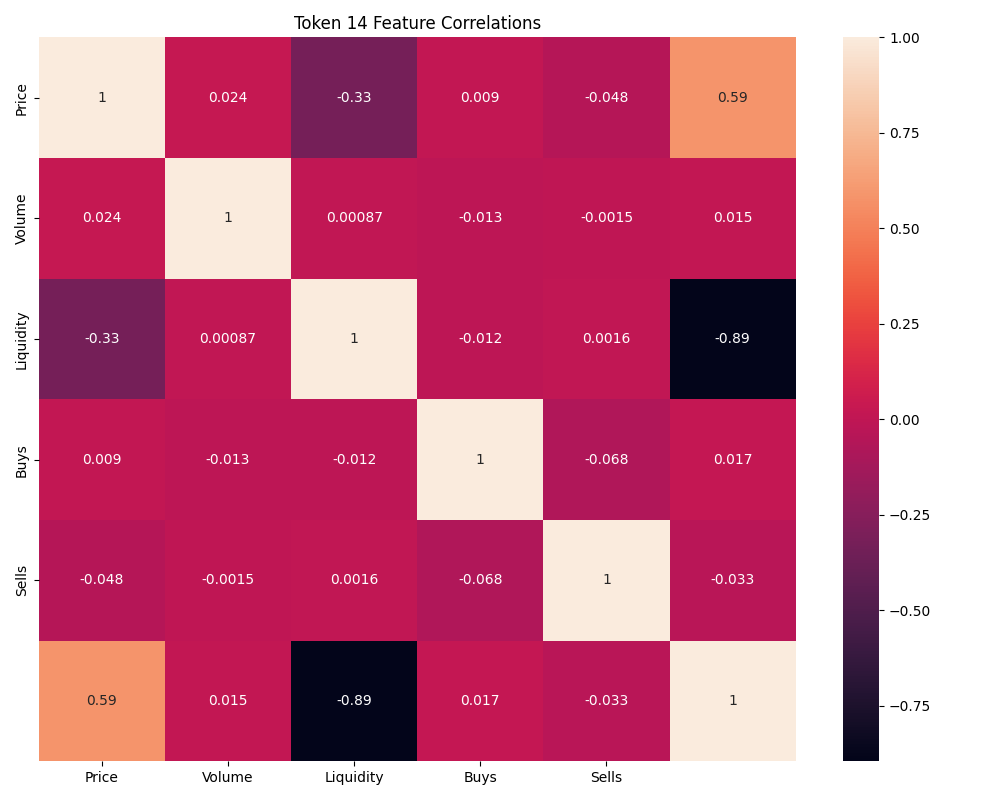 Token 14 Feature Correlations
Price 1 0.024 -0.33 0.009 -0.048 0.59
Volume 0.024 1 0.00087 -0.013 -0.0015 0.015
Liquidity -0.33 0.00087 1 -0.012 0.0016 -0.89
Buys 0.009 -0.013 -0.012 1 -0.068 0.017
Sells -0.048 -0.0015 0.0016 -0.068 1 -0.033
0.59 0.015 -0.89 0.017 -0.033 1
Price Volume Liquidity Buys Sells
1.00
0.75
0.50
0.25
0.00
−0.25
−0.50
−0.75